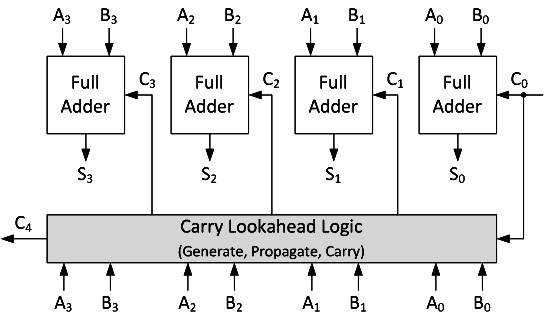 A3 B3 A2 B2 A1 B1 A0 B0
Full Adder C3 Full Adder C2 Full Adder C1 Full Adder C0
S3 S2 S1 S0
C4
Carry Lookahead Logic
(Generate, Propagate, Carry)
A3 B3 A2 B2 A1 B1 A0 B0